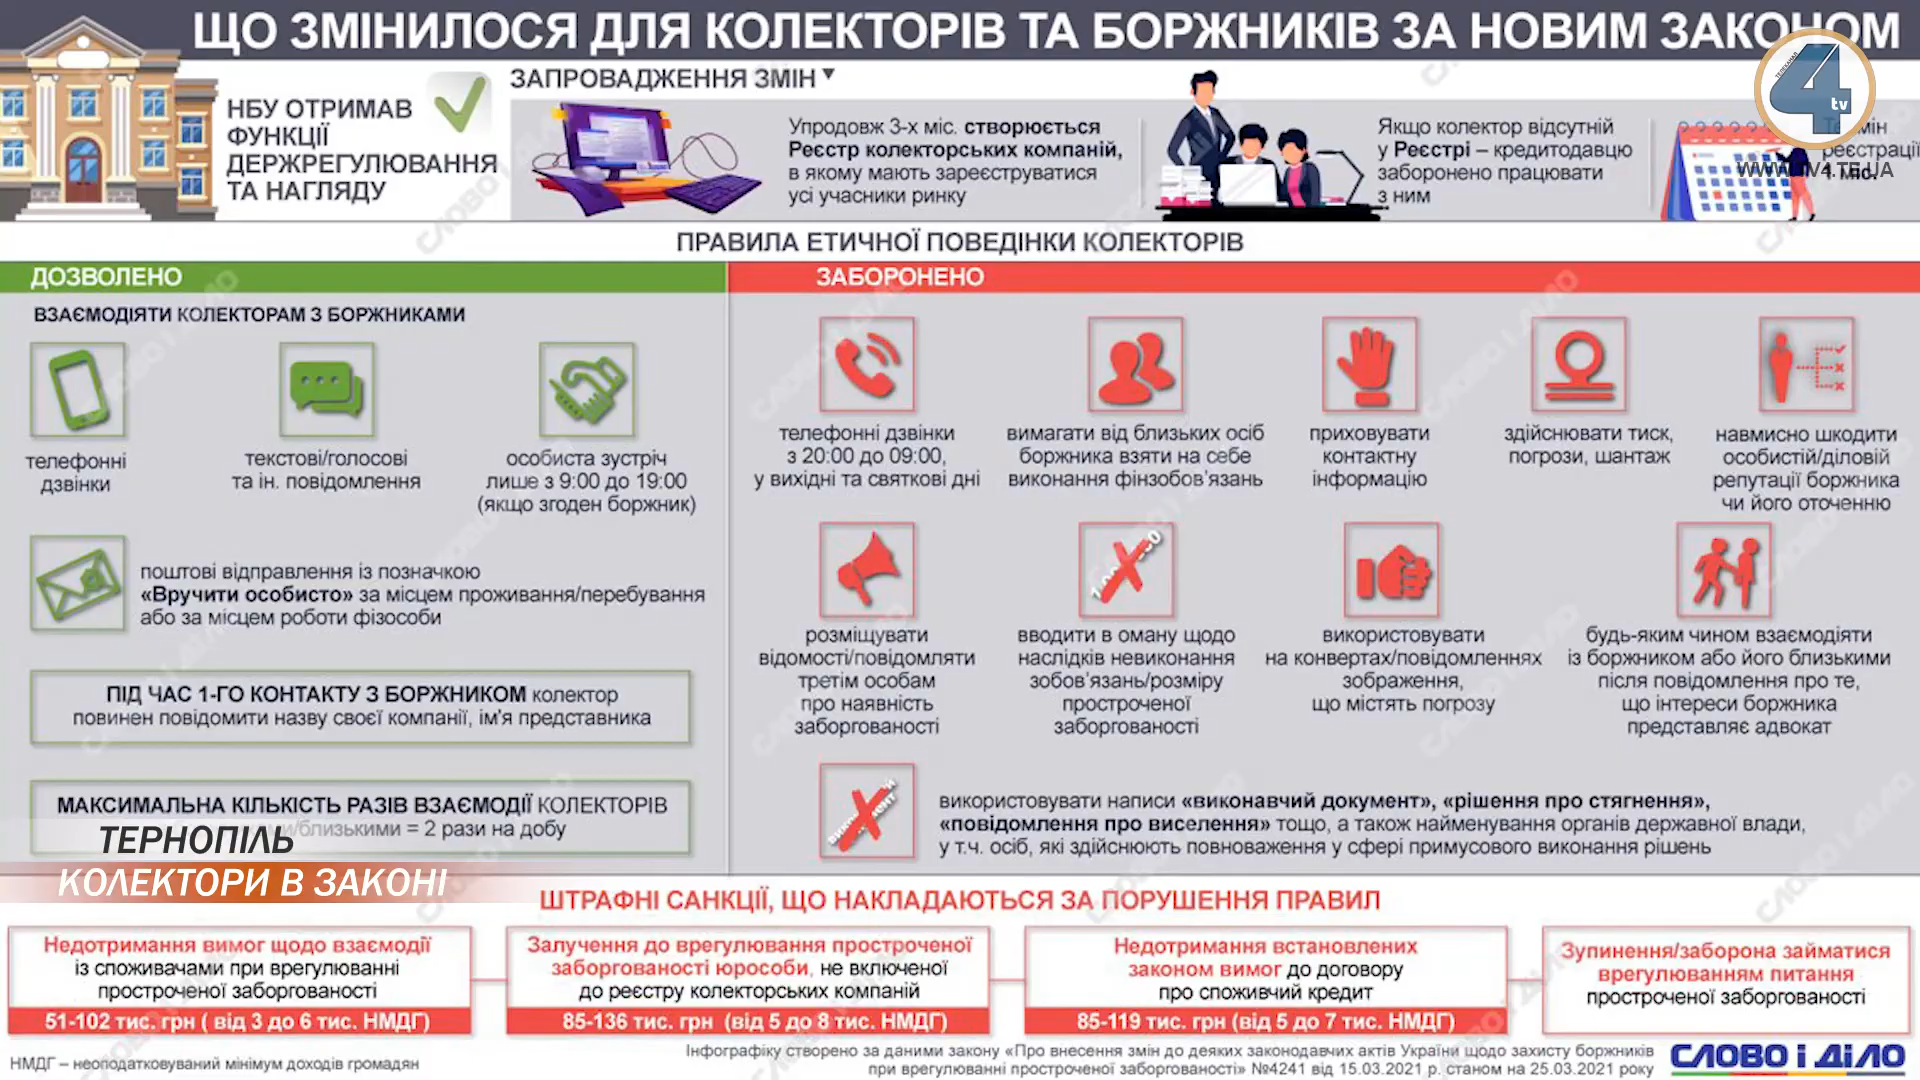 ЩО ЗМІНИЛОСЯ ДЛЯ КОЛЕКТОРІВ ТА БОРЖНИКІВ ЗА НОВИМ ЗАКОНОМ
НБУ ОТРИМАВ
ФУНКЦІЇ
ДЕРЖРЕГУЛЮВАННЯ
ТА НАГЛЯДУ
ЗАПРОВАДЖЕННЯ ЗМІН
Упродовж 3-х міс. створюється
Реєстр колекторських компаній,
в якому мають зареєструватися
усі учасники ринку
Якщо колектор відсутній
у Реєстрі – кредитодавцю
заборонено працювати
з ним
реєстрації
1 міс.
ТЕЛЕКАНАЛ
4
tv
ПРАВИЛА ЕТИЧНОЇ ПОВЕДІНКИ КОЛЕКТОРІВ
ДОЗВОЛЕНО
ВЗАЄМОДІЯТИ КОЛЕКТОРАМ З БОРЖНИКАМИ
телефонні
дзвінки
текстові/голосові
та ін. повідомлення
особиста зустріч
лише з 9:00 до 19:00
(якщо згоден боржник)
поштові відправлення із позначкою
«Вручити особисто» за місцем проживання/перебування
або за місцем роботи фізособи
ПІД ЧАС 1-ГО КОНТАКТУ З БОРЖНИКОМ колектор
повинен повідомити назву своєї компанії, ім'я представника
МАКСИМАЛЬНА КІЛЬКІСТЬ РАЗІВ ВЗАЄМОДІЇ КОЛЕКТОРІВ
/близькими = 2 рази на добу
ЗАБОРОНЕНО
телефонні дзвінки
з 20:00 до 09:00,
у вихідні та святкові дні
вимагати від близьких осіб
боржника взяти на себе
виконання фінзобов'язань
приховувати
контактну
інформацію
здійснювати тиск,
погрози, шантаж
навмисно шкодити
особистій/діловій
репутації боржника
чи його оточенню
розміщувати
відомості/повідомляти
третім особам
про наявність
заборгованості
вводити в оману щодо
наслідків невиконання
зобов'язань/розміру
простроченої
заборгованості
використовувати
на конвертах/повідомленнях
зображення,
що містять погрозу
будь-яким чином взаємодіяти
із боржником або його близькими
після повідомлення про те,
що інтереси боржника
представляє адвокат
використовувати написи «виконавчий документ», «рішення про стягнення»,
«повідомлення про виселення» тощо, а також найменування органів державної влади,
у т.ч. осіб, які здійснюють повноваження у сфері примусового виконання рішень
ТЕРНОПІЛЬ
КОЛЕКТОРИ В ЗАКОНІ
ШТРАФНІ САНКЦІЇ, ЩО НАКЛАДАЮТЬСЯ ЗА ПОРУШЕННЯ ПРАВИЛ
Недотримання вимог щодо взаємодії
із споживачами при врегулюванні
простроченої заборгованості
51-102 тис. грн ( від 3 до 6 тис. НМДГ)
Залучення до врегулювання простроченої
заборгованості юрособи, не включеної
до реєстру колекторських компаній
85-136 тис. грн (від 5 до 8 тис. НМДГ)
Недотримання встановлених
законом вимог до договору
про споживчий кредит
85-119 тис. грн (від 5 до 7 тис. НМДГ)
Зупинення/заборона займатися
врегулюванням питання
простроченої заборгованості
НМДГ – неоподатковуваний мінімум доходів громадян
Інфографіку створено за даними закону «Про внесення змін до деяких законодавчих актів України щодо захисту боржників
при врегулюванні простроченої заборгованості» №4241 від 15.03.2021 р. станом на 25.03.2021 року
СЛОВО І ДІЛО